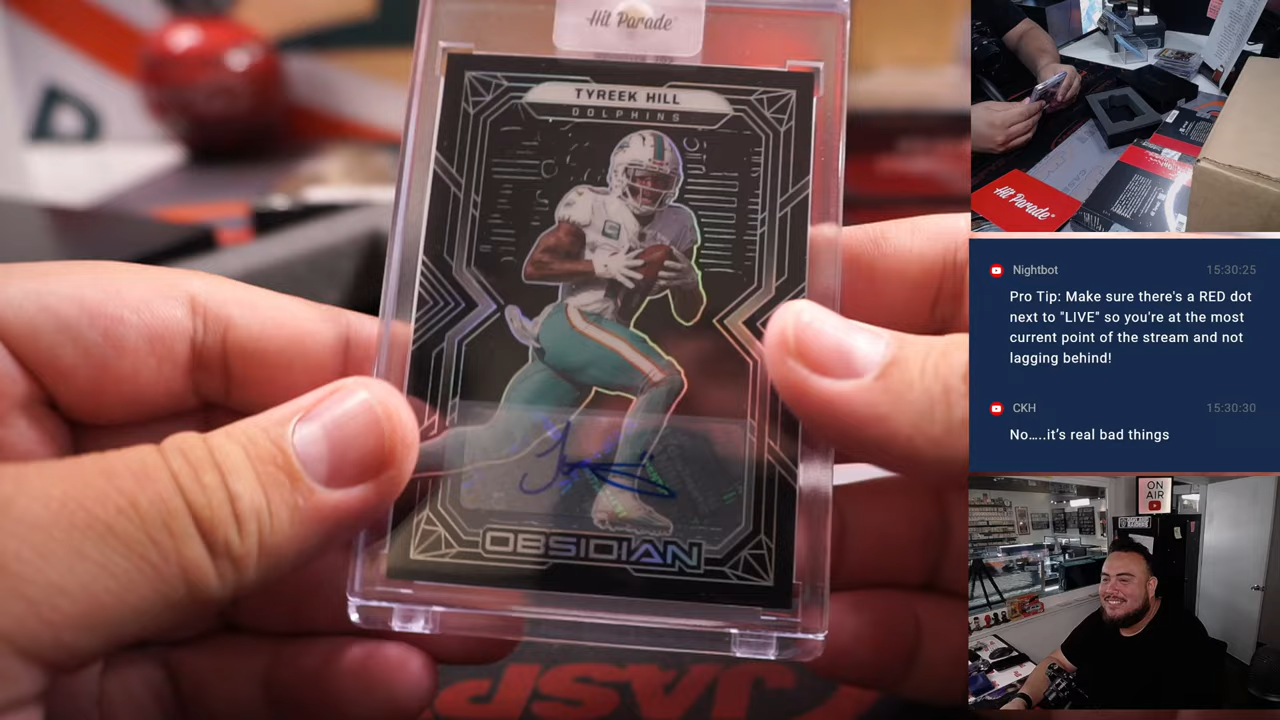 Hit Parade
TYREEK HILL
DOLPHINS
OBSIDIAN
Hit Parade
Nightbot 15:30:25
Pro Tip: Make sure there's a RED dot
next to "LIVE" so you're at the most
current point of the stream and not
lagging behind!
CKH 15:30:30
No.....it's real bad things
ON
AIR